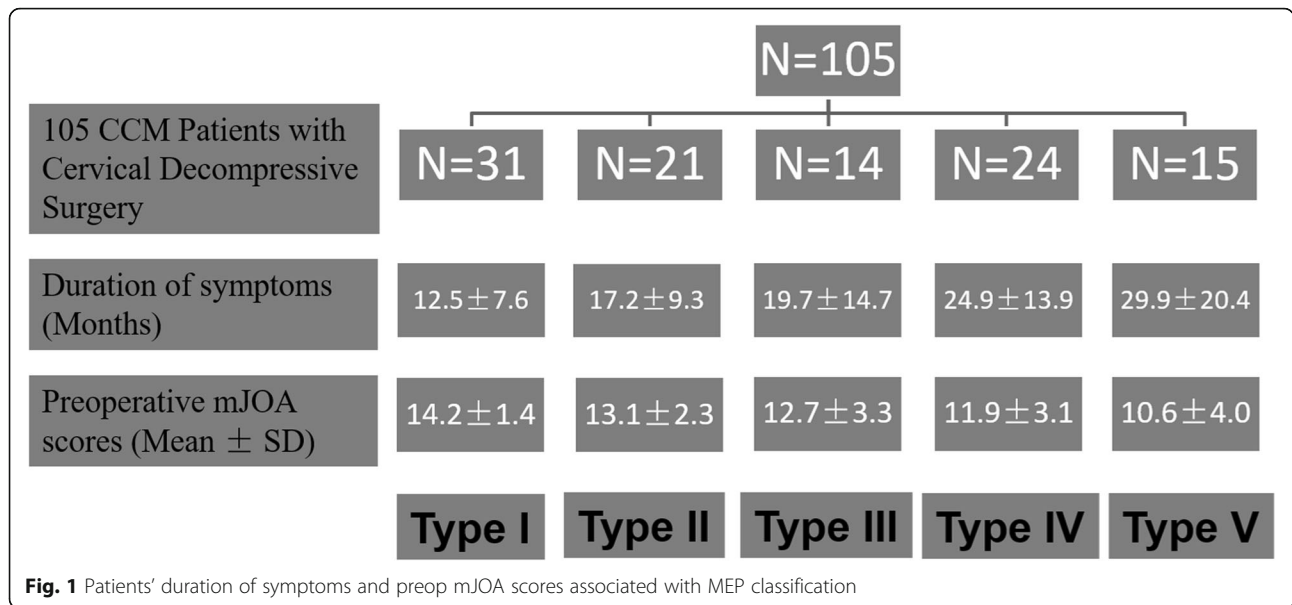 N=105
105 CCM Patients with
Cervical Decompressive
Surgery
N=31 N=21 N=14 N=24 N=15
Duration of symptoms
(Months)
12.5±7.6 17.2±9.3 19.7±14.7 24.9±13.9 29.9±20.4
Preoperative mJOA
scores (Mean ± SD)
14.2±1.4 13.1±2.3 12.7±3.3 11.9±3.1 10.6±4.0
Type I Type II Type III Type IV Type V
Fig. 1 Patients' duration of symptoms and preop mJOA scores associated with MEP classification